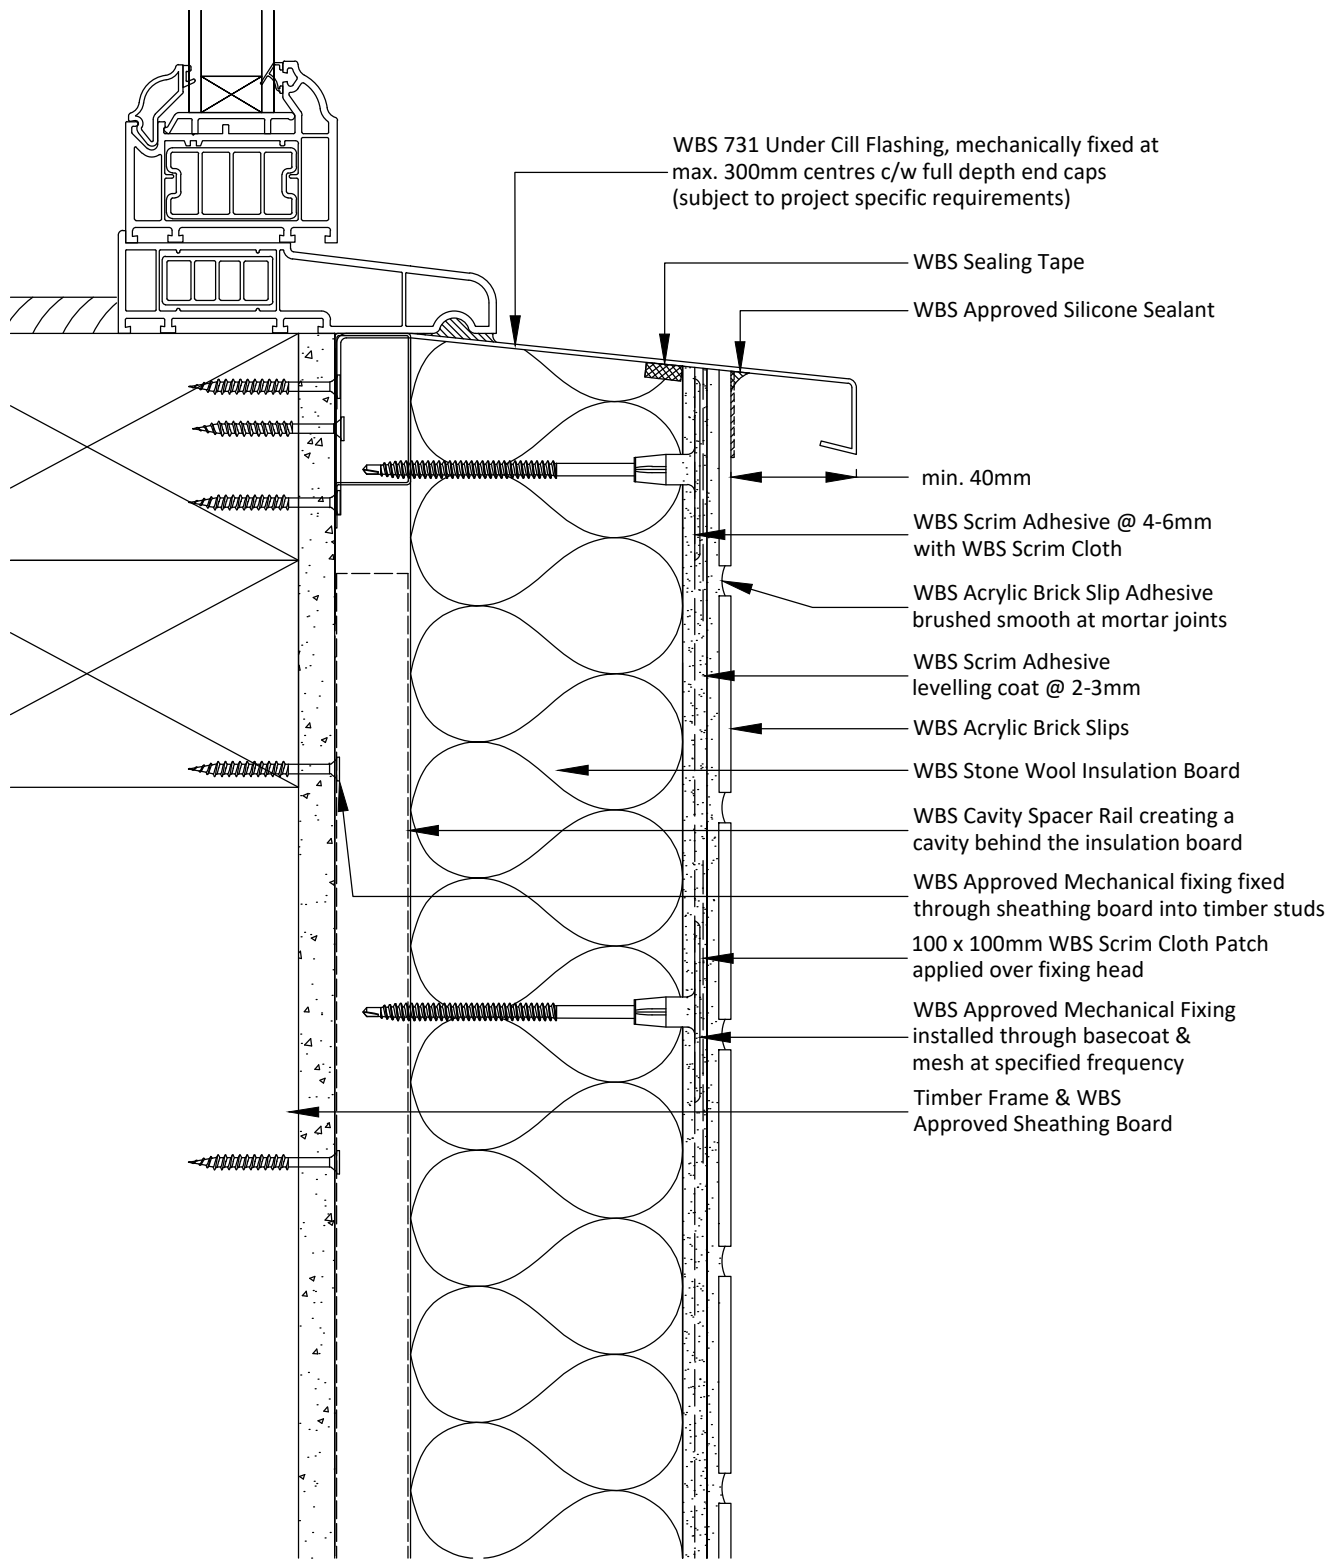 WBS 731 Under Cill Flashing, mechanically fixed at
max. 300mm centres c/w full depth end caps
(subject to project specific requirements)
WBS Sealing Tape
WBS Approved Silicone Sealant
min. 40mm
WBS Scrim Adhesive @ 4-6mm
with WBS Scrim Cloth
WBS Acrylic Brick Slip Adhesive
brushed smooth at mortar joints
WBS Scrim Adhesive
levelling coat @ 2-3mm
WBS Acrylic Brick Slips
WBS Stone Wool Insulation Board
WBS Cavity Spacer Rail creating a
cavity behind the insulation board
WBS Approved Mechanical fixing fixed
through sheathing board into timber studs
100 x 100mm WBS Scrim Cloth Patch
applied over fixing head
WBS Approved Mechanical Fixing
installed through basecoat &
mesh at specified frequency
Timber Frame & WBS
Approved Sheathing Board